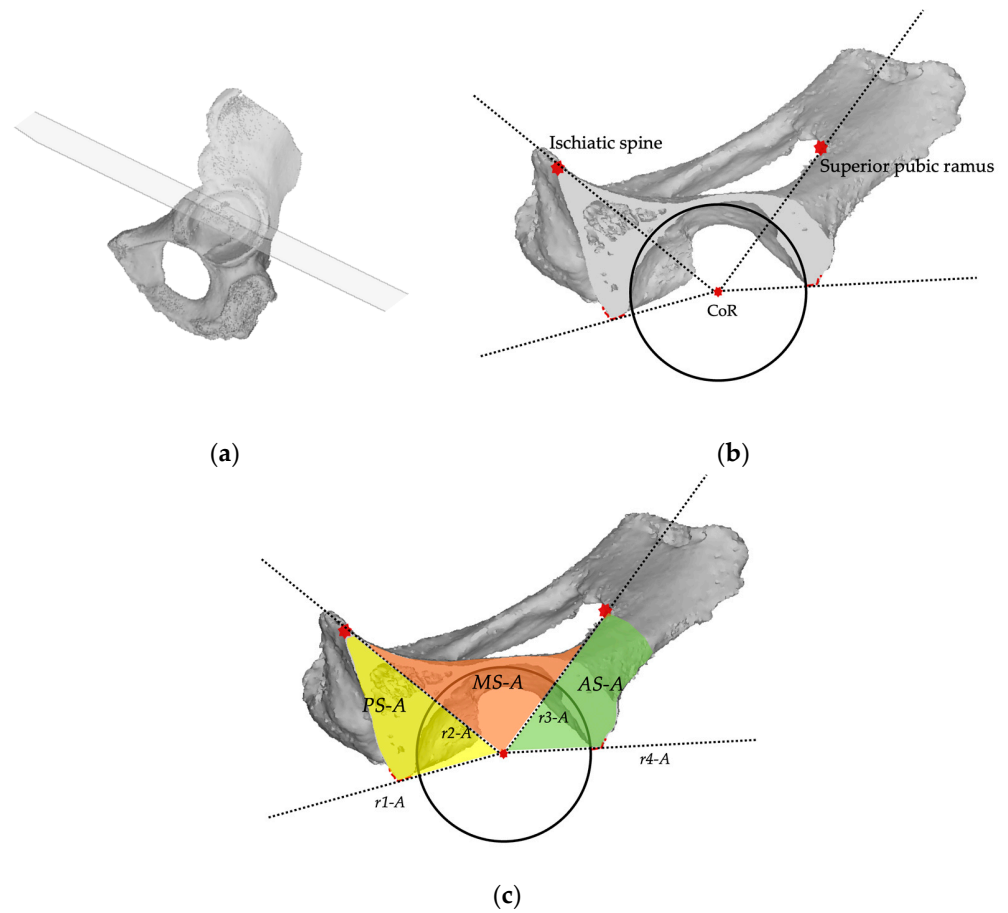 Ischiatic spine
Superior pubic ramus
CoR
(a)
(b)
MS-A
PS-A
AS-A
r3-A
r2-A
r4-A
r1-A
(c)